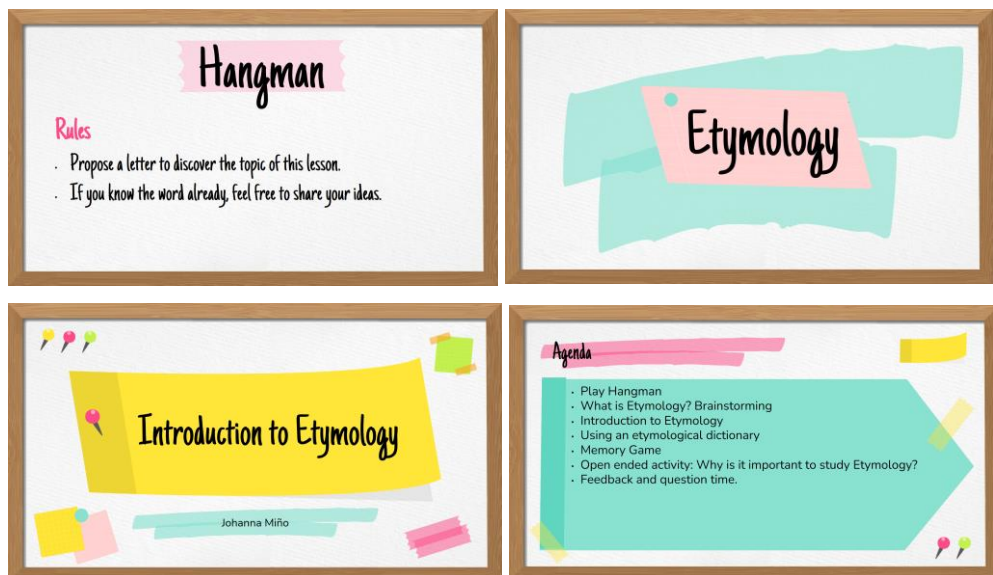 Hangman
Rules
· Propose a letter to discover the topic of this lesson.
· If you know the word already, feel free to share your ideas.
Etymology
Introduction to Etymology
Johanna Miño
Agenda
· Play Hangman
· What is Etymology? Brainstorming
· Introduction to Etymology
· Using an etymological dictionary
· Memory Game
· Open ended activity: Why is it important to study Etymology?
· Feedback and question time.